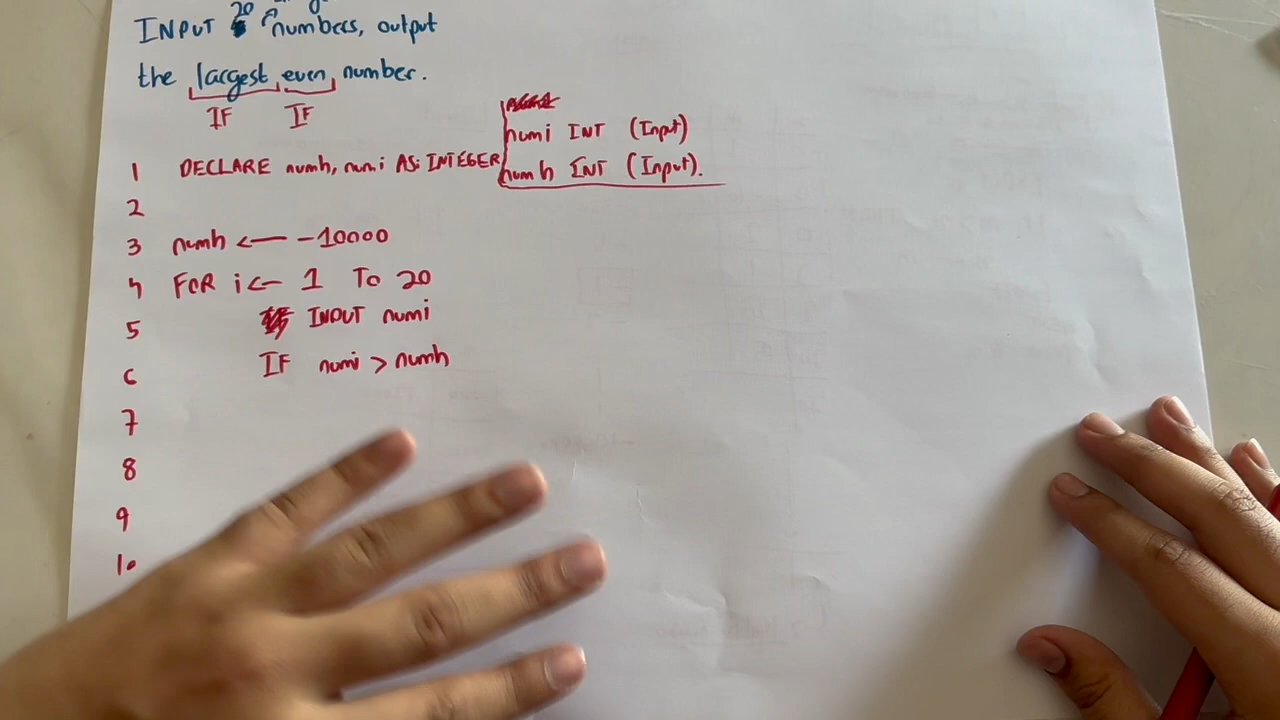 INPUT 20 numbers, output
the largest even number.
IF IF
numi INT (Input)
numh INT (Input).
1 DECLARE numh, numi AS: INTEGER
2
3 numh <— -10000
4 FOR i <- 1 To 20
5 INPUT numi
6 IF numi > numh
7
8
9
10